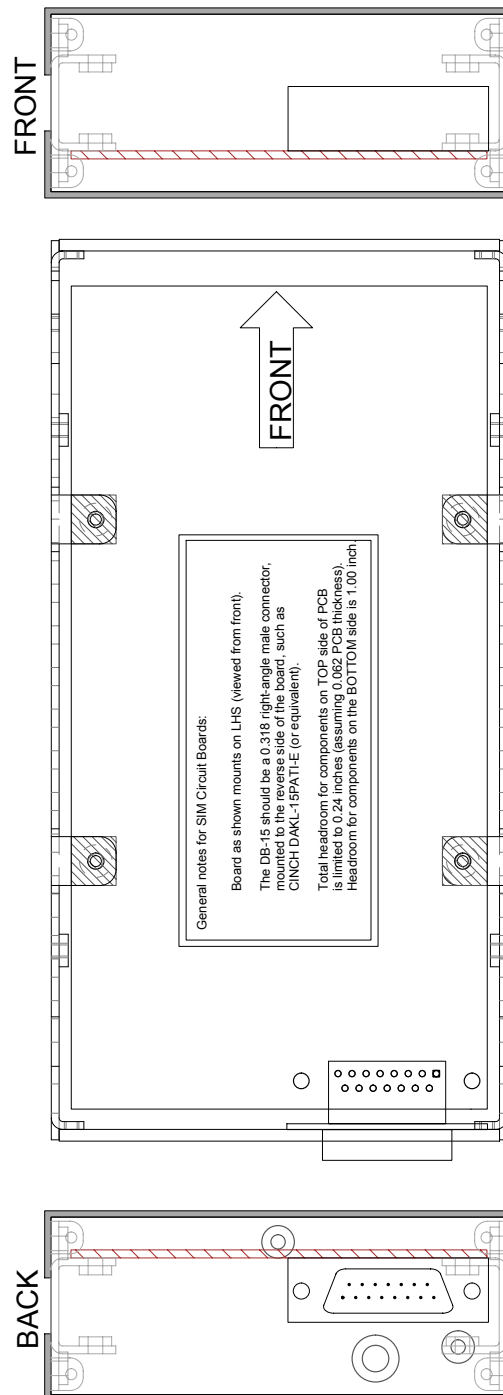 FRONT
FRONT
General notes for SIM Circuit Boards:
Board as shown mounts on LHS (viewed from front).
The DB-15 should be a 0.318 right-angle male connector,
mounted to the reverse side of the board, such as
CINCH DAKL-15PATI-E (or equivalent).
Total headroom for components on TOP side of PCB
is limited to 0.24 inches (assuming 0.062 PCB thickness).
Headroom for components on the BOTTOM side is 1.00 inch.
BACK